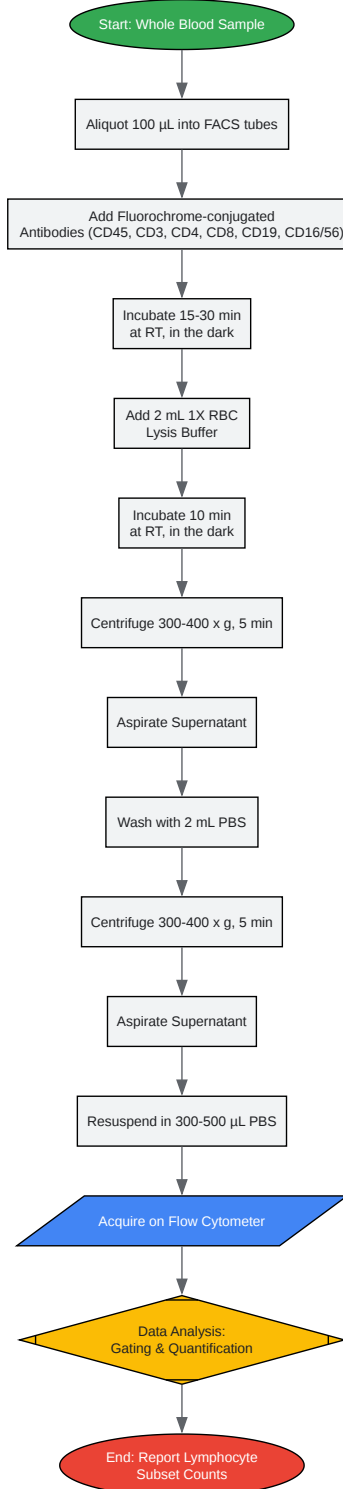 Start: Whole Blood Sample
Aliquot 100 µL into FACS tubes
Add Fluorochrome-conjugated
Antibodies (CD45, CD3, CD4, CD8, CD19, CD16/56)
Incubate 15-30 min
at RT, in the dark
Add 2 mL 1X RBC
Lysis Buffer
Incubate 10 min
at RT, in the dark
Centrifuge 300-400 x g, 5 min
Aspirate Supernatant
Wash with 2 mL PBS
Centrifuge 300-400 x g, 5 min
Aspirate Supernatant
Resuspend in 300-500 µL PBS
Acquire on Flow Cytometer
Data Analysis:
Gating & Quantification
End: Report Lymphocyte
Subset Counts